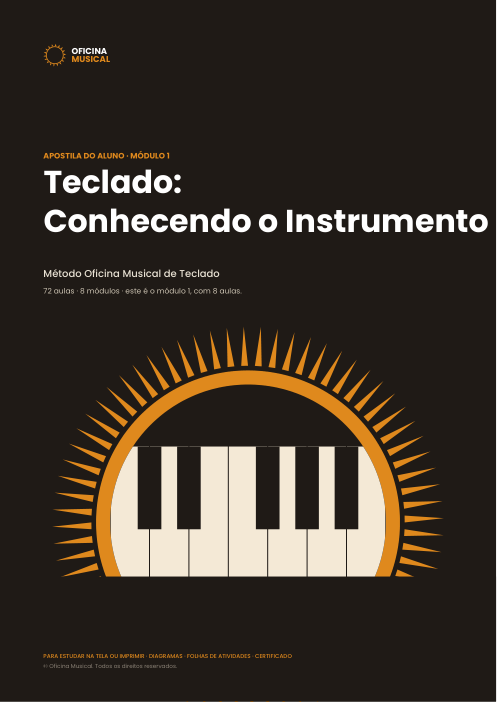 OFICINA
MUSICAL
APOSTILA DO ALUNO · MÓDULO 1
Teclado:
Conhecendo o Instrumento
Método Oficina Musical de Teclado
72 aulas · 8 módulos · este é o módulo 1, com 8 aulas.
PARA ESTUDAR NA TELA OU IMPRIMIR · DIAGRAMAS · FOLHAS DE ATIVIDADES · CERTIFICADO
© Oficina Musical. Todos os direitos reservados.